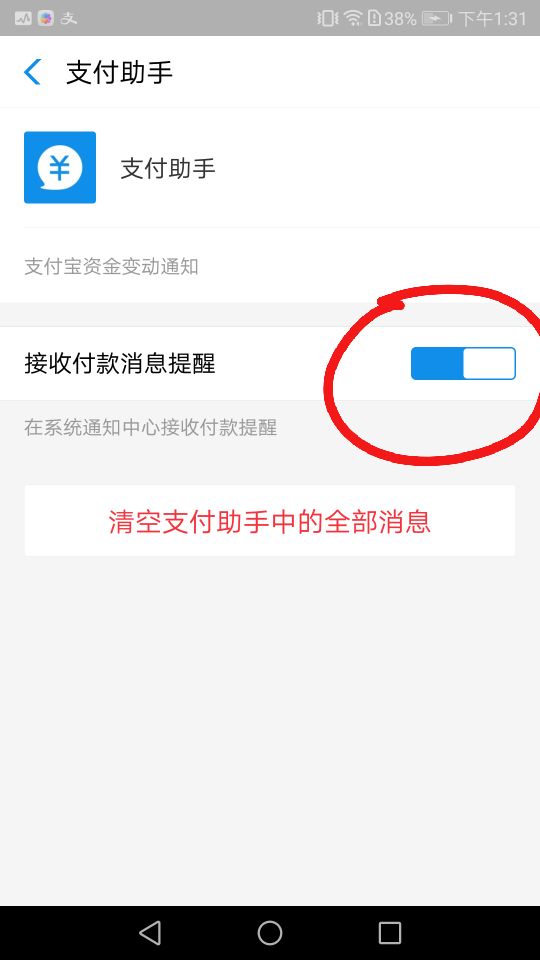 38% 下午1:31
支付助手
支付助手
支付宝资金变动通知
接收付款消息提醒
在系统通知中心接收付款提醒
清空支付助手中的全部消息